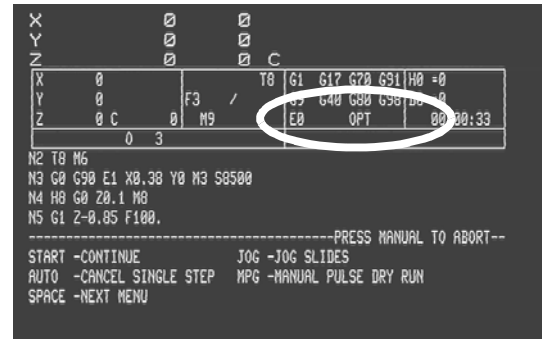 X 0 0
Y 0 0
Z 0 0 C
X 0 T8 G1 G17 G70 G91 H0 =0
Y 0 F3 / G9 G40 G80 G98 =0
Z 0 C 0 M9 E0 OPT 00:00:33
O 3
N2 T8 M6
N3 G0 G90 E1 X0.38 Y0 M3 S8500
N4 H8 G0 Z0.1 M8
N5 G1 Z-0.85 F100.
------------------------------------------PRESS MANUAL TO ABORT--
START -CONTINUE JOG -JOG SLIDES
AUTO -CANCEL SINGLE STEP MPG -MANUAL PULSE DRY RUN
SPACE -NEXT MENU